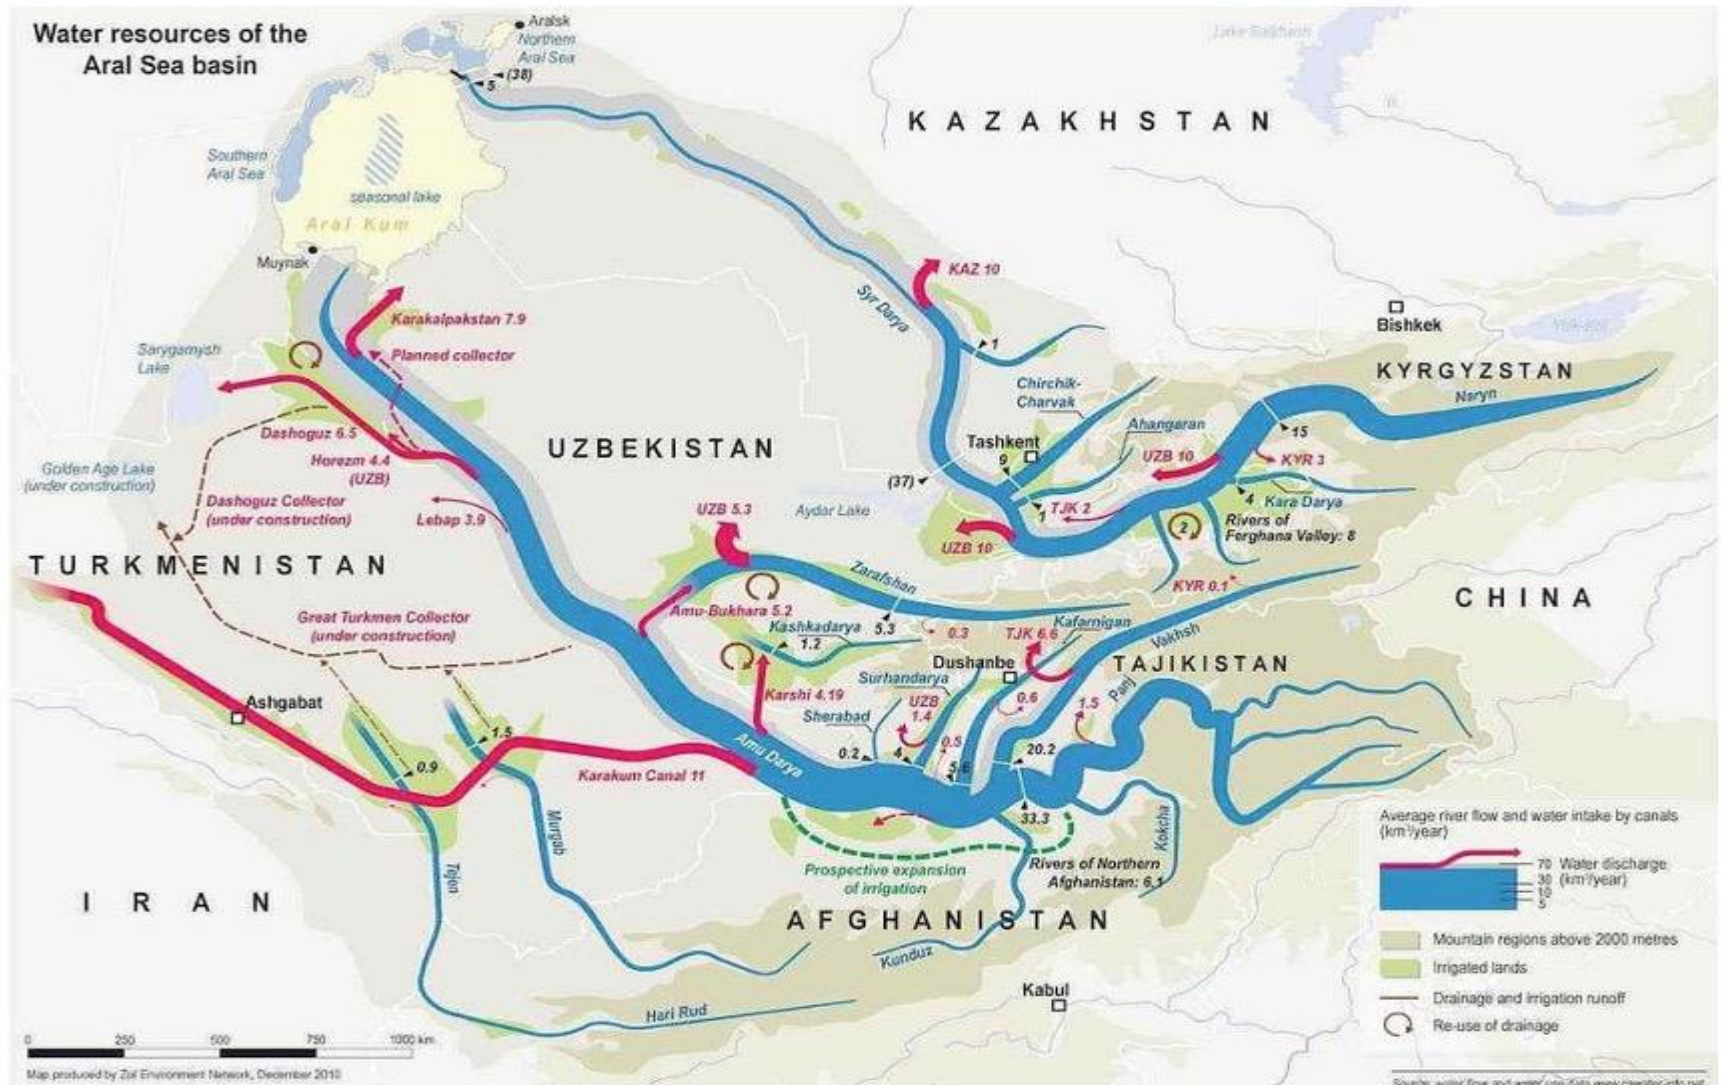 Water resources of the
Aral Sea basin
Aralsk
Northern
Aral Sea
(38)
5
Lake Balkhash
KAZAKHSTAN
Southern
Aral Sea
seasonal lake
Aral Kum
Muynak
KAZ 10
Syr Darya
Karakalpakstan 7.9
Planned collector
Sarygamysh
Lake
1
Bishkek
KYRGYZSTAN
Naryn
Chirchik-
Charvak
Ahangaran
Dashoguz 6.5
Horezm 4.4
(UZB)
UZBEKISTAN
Tashkent
9
15
UZB 10
KYR 3
Golden Age Lake
(under construction)
(37)
Dashoguz Collector
(under construction)
Lebap 3.9
UZB 5.3
Aydar Lake
1
TJK 2
4
Kara Darya
2
Rivers of
Ferghana Valley: 8
UZB 10
TURKMENISTAN
Zarafshan
KYR 0.1
CHINA
Great Turkmen Collector
(under construction)
Amu-Bukhara 5.2
Kashkadarya
1.2
5.3
0.3
TJK 6.6
Kafarnigan
Vakhsh
Dushanbe
TAJIKISTAN
Surhandarya
Karshi 4.19
UZB
1.4
0.6
1.5
Panj
Sherabad
Ashgabat
1.5
0.9
Amu Darya
0.2
4
0.5
5.6
20.2
Karakum Canal 11
33.3
Murgab
Tejen
Kokcha
Prospective expansion
of irrigation
Rivers of Northern
Afghanistan: 6.1
IRAN
AFGHANISTAN
Kunduz
Kabul
Hari Rud
Average river flow and water intake by canals
(km³/year)
70 Water discharge
30 (km³/year)
10
5
Mountain regions above 2000 metres
Irrigated lands
Drainage and irrigation runoff
Re-use of drainage
0 250 500 750 1000 km
Map produced by Zoï Environment Network, December 2010